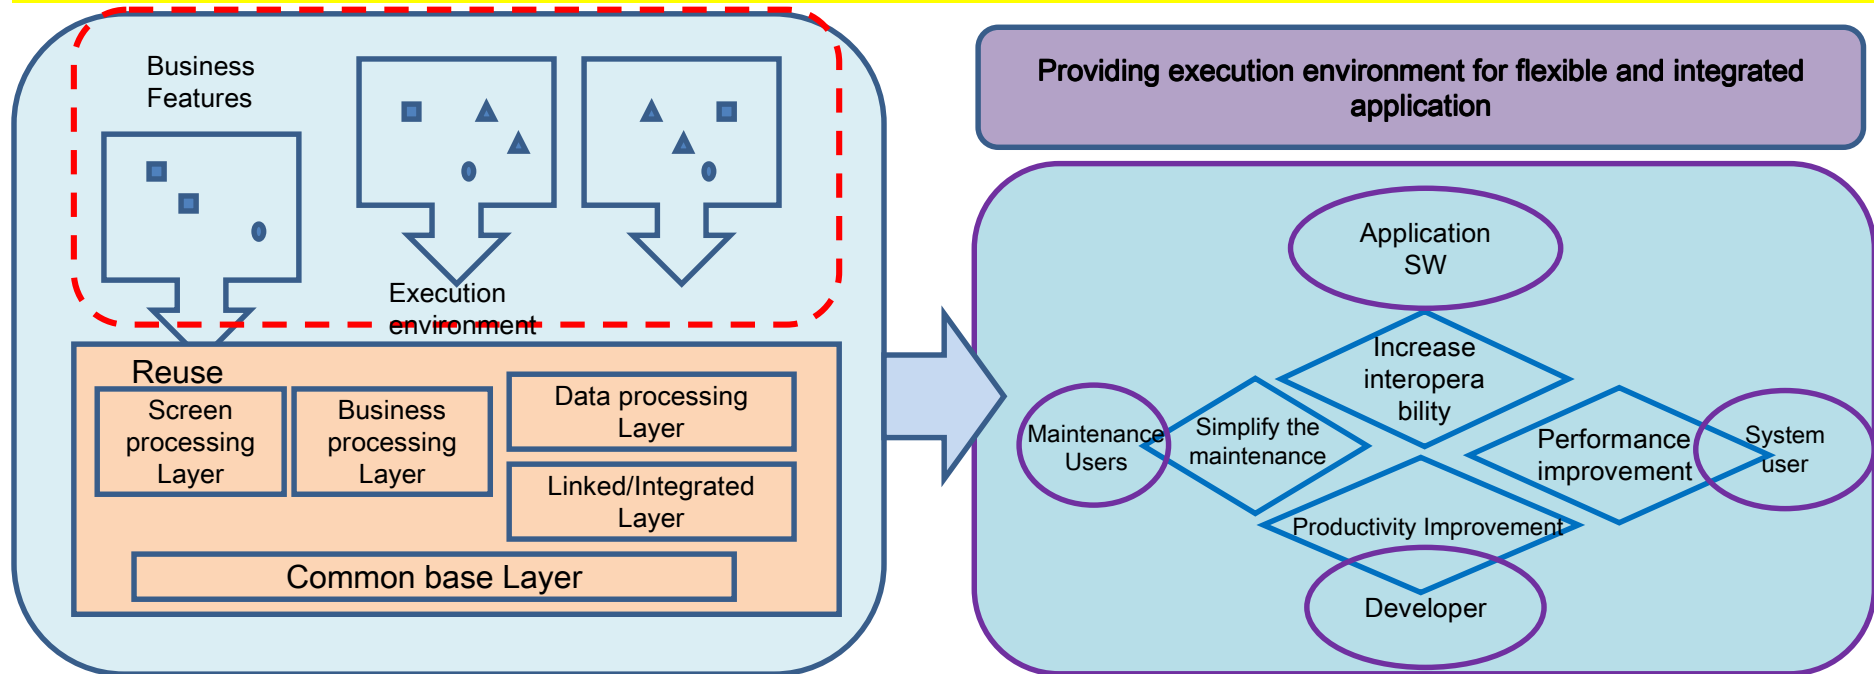 Business
Features
Execution
environment
Reuse
Screen
processing
Layer
Business
processing
Layer
Data processing
Layer
Linked/Integrated
Layer
Common base Layer
Providing execution environment for flexible and integrated
application
Application
SW
Increase
interopera
bility
Maintenance
Users
Simplify the
maintenance
Performance
improvement
System
user
Productivity Improvement
Developer